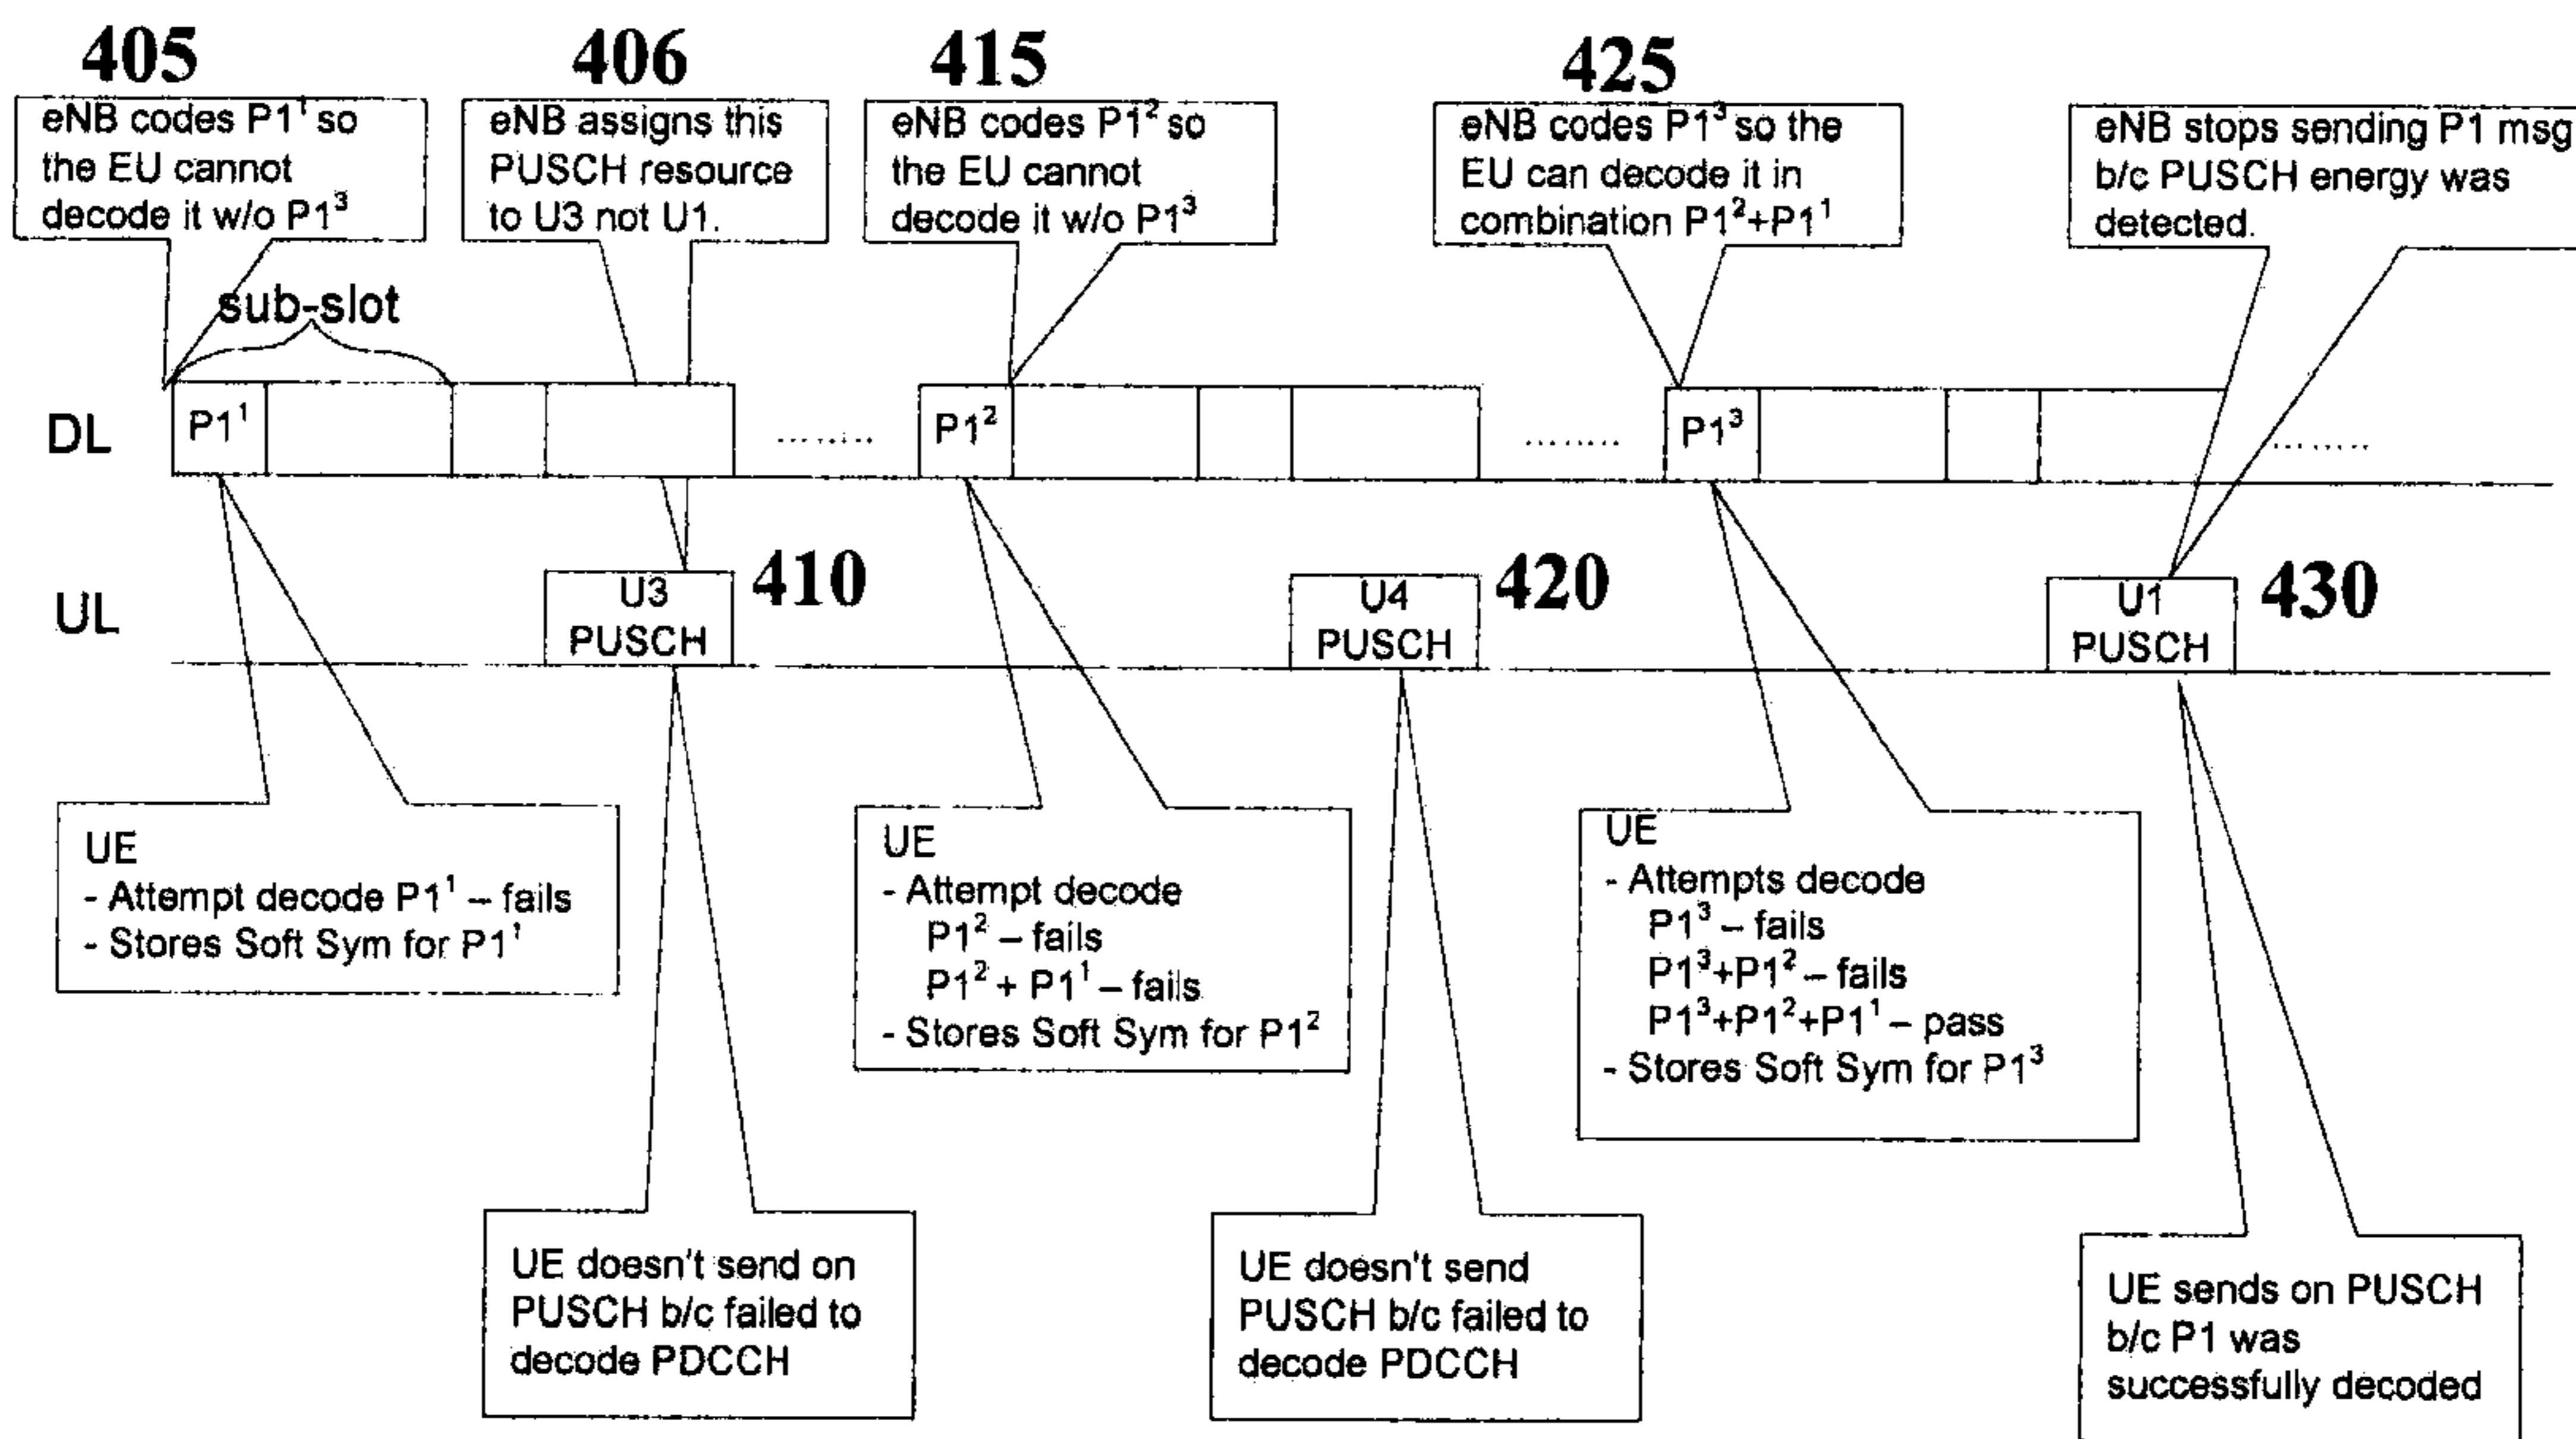 405
eNB codes P1¹ so
the EU cannot
decode it w/o P1³
406
eNB assigns this
PUSCH resource
to U3 not U1.
415
eNB codes P1² so
the EU cannot
decode it w/o P1³
425
eNB codes P1³ so the
EU can decode it in
combination P1²+P1¹
eNB stops sending P1 msg
b/c PUSCH energy was
detected.
sub-slot
DL
P1¹
........
P1²
........
P1³
........
UL
U3
PUSCH
410
U4
PUSCH
420
U1
PUSCH
430
UE
- Attempt decode P1¹ – fails
- Stores Soft Sym for P1¹
UE
- Attempt decode
P1² – fails
P1² + P1¹ – fails
- Stores Soft Sym for P1²
UE
- Attempts decode
P1³ – fails
P1³+P1² – fails
P1³+P1²+P1¹ – pass
- Stores Soft Sym for P1³
UE doesn't send on
PUSCH b/c failed to
decode PDCCH
UE doesn't send
PUSCH b/c failed to
decode PDCCH
UE sends on PUSCH
b/c P1 was
successfully decoded